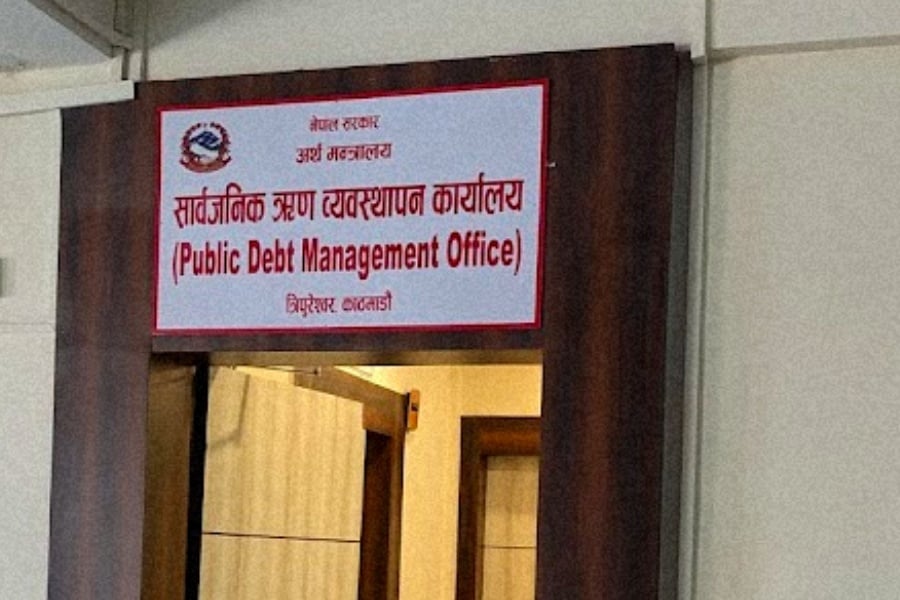 नेपाल सरकार
अर्थ मन्त्रालय
सार्वजनिक ऋण व्यवस्थापन कार्यालय
(Public Debt Management Office)
त्रिपुरेश्वर, काठमाडौं